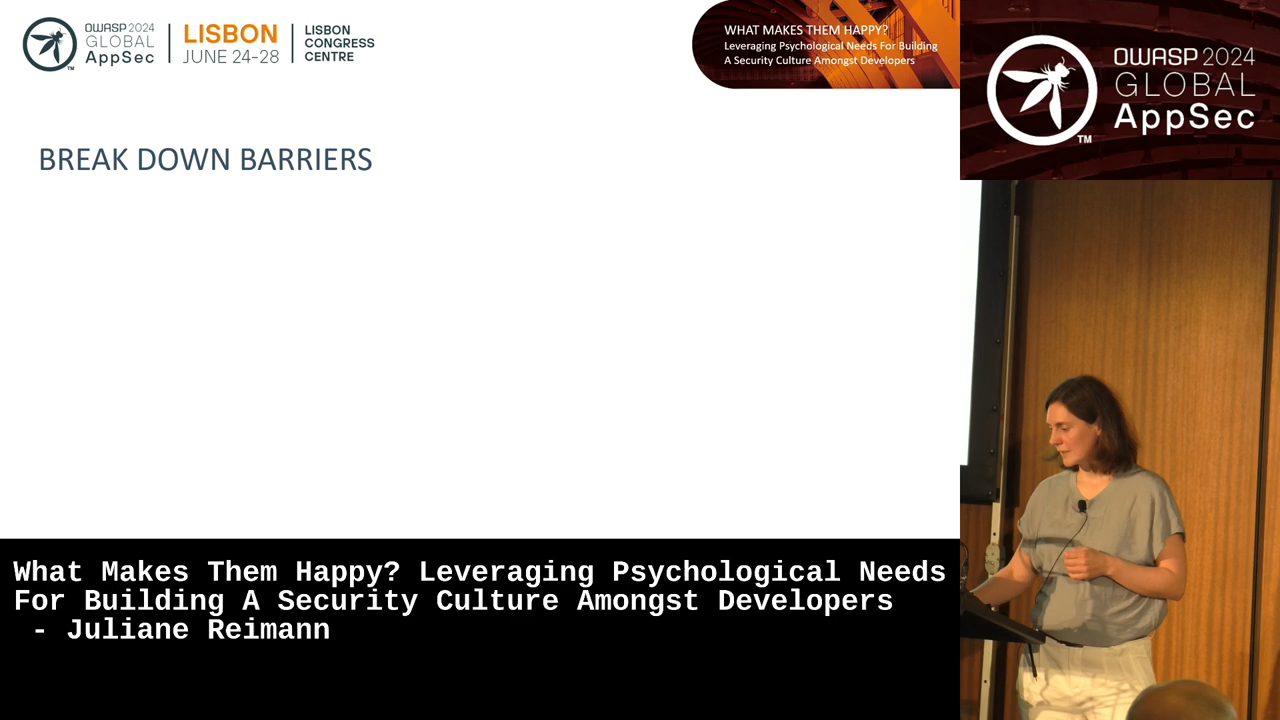 OWASP 2024
GLOBAL
AppSec
TM
LISBON
JUNE 24-28
LISBON
CONGRESS
CENTRE
WHAT MAKES THEM HAPPY?
Leveraging Psychological Needs For Building
A Security Culture Amongst Developers
OWASP 2024
GLOBAL
AppSec
TM
BREAK DOWN BARRIERS
What Makes Them Happy? Leveraging Psychological Needs
For Building A Security Culture Amongst Developers
- Juliane Reimann